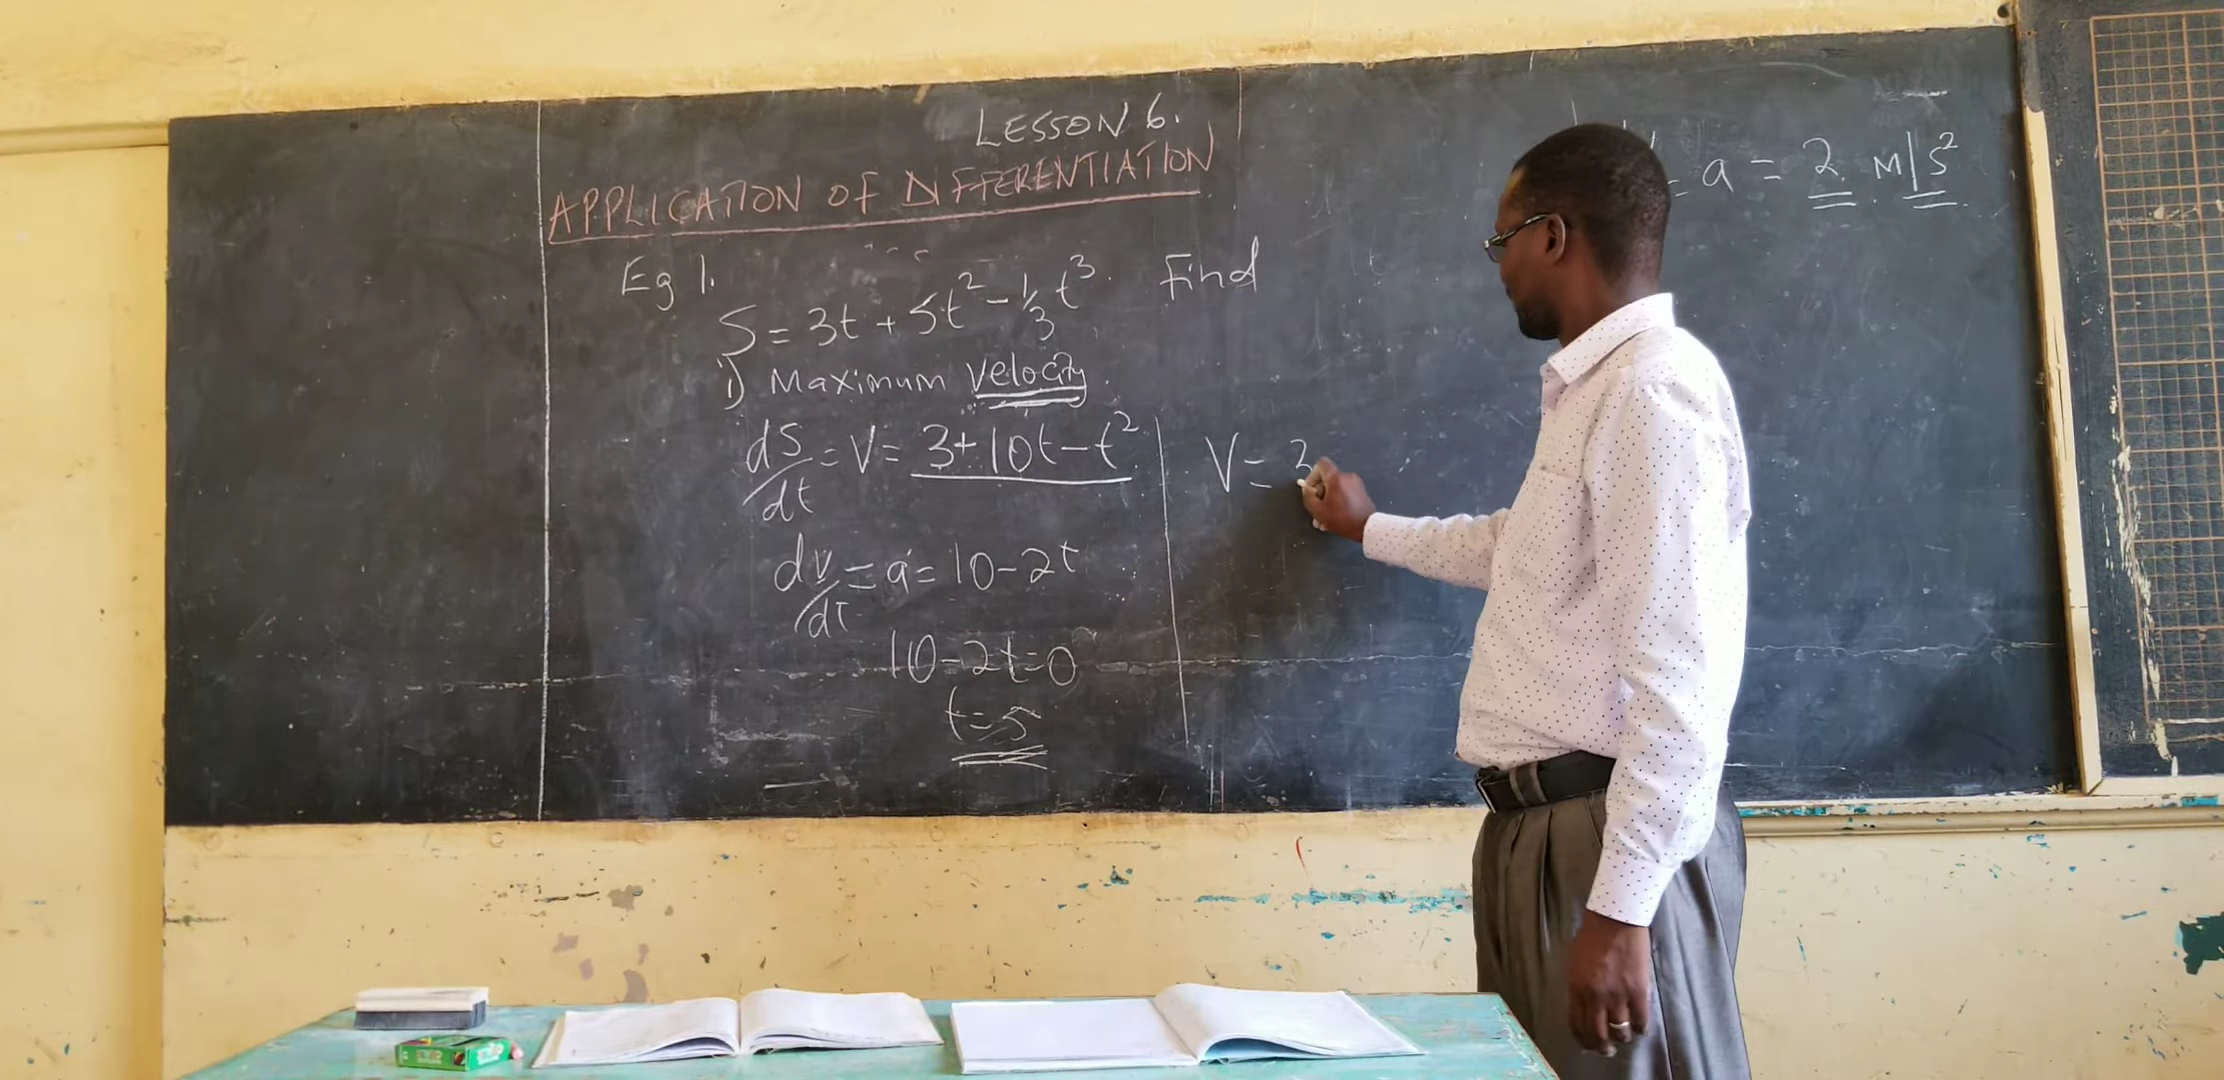 LESSON 6.
APPLICATION OF DIFFERENTIATION
Eg 1.
S = 3t + 5t² - 1/3 t³. Find
i) Maximum velocity.
dS/dt = V = 3 + 10t - t²
dv/dt = a = 10 - 2t
10 - 2t = 0
t = 5
V = 3
= a = 2 M/S²